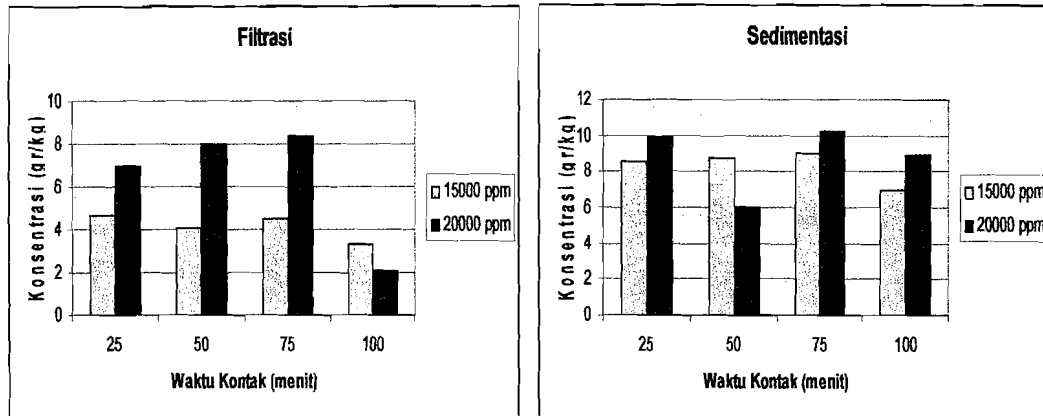 Filtrasi
Konsentrasi (gr/kg)
10
8
6
4
2
0
25 50 75 100
Waktu Kontak (menit)
15000 ppm
20000 ppm
Sedimentasi
Konsentrasi (gr/kg)
12
10
8
6
4
2
0
25 50 75 100
Waktu Kontak (menit)
15000 ppm
20000 ppm